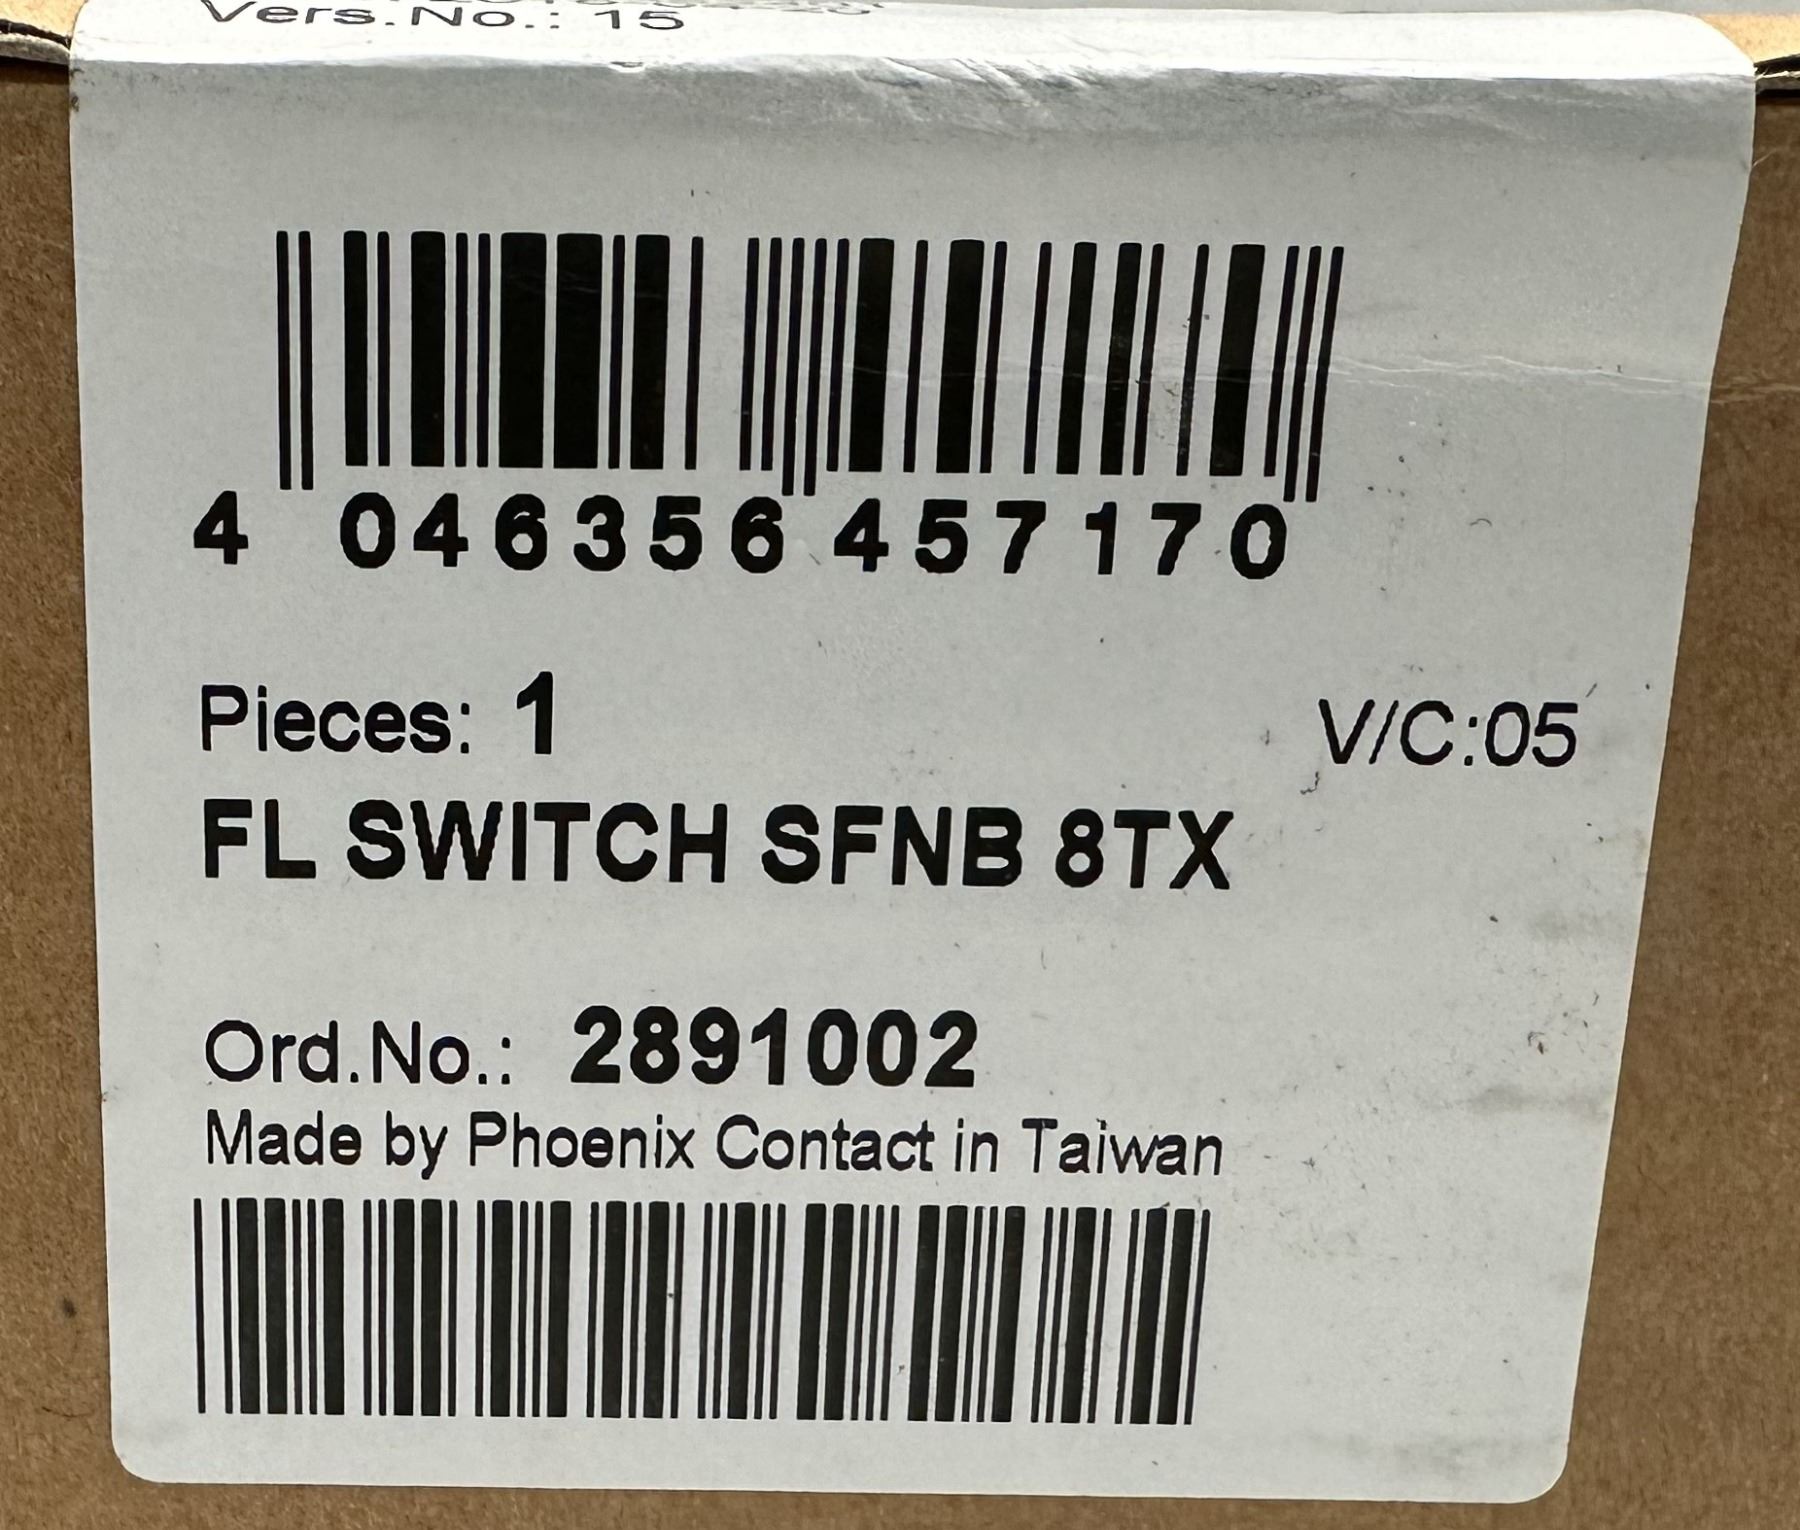 Vers.No.: 15
4 046356 457170
Pieces: 1 V/C:05
FL SWITCH SFNB 8TX
Ord.No.: 2891002
Made by Phoenix Contact in Taiwan